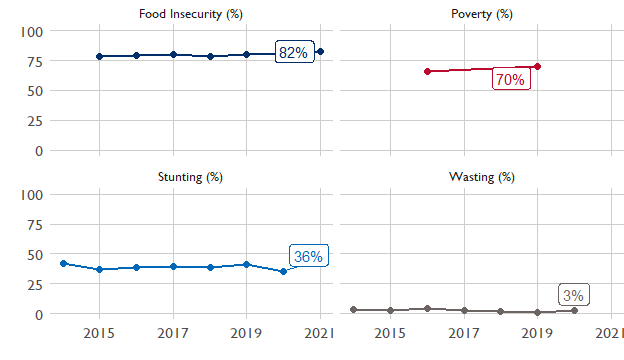 Food Insecurity (%)
Poverty (%)
100
75
50
25
0
82%
70%
Stunting (%)
Wasting (%)
100
75
50
25
0
36%
3%
2015 2017 2019 2021
2015 2017 2019 2021